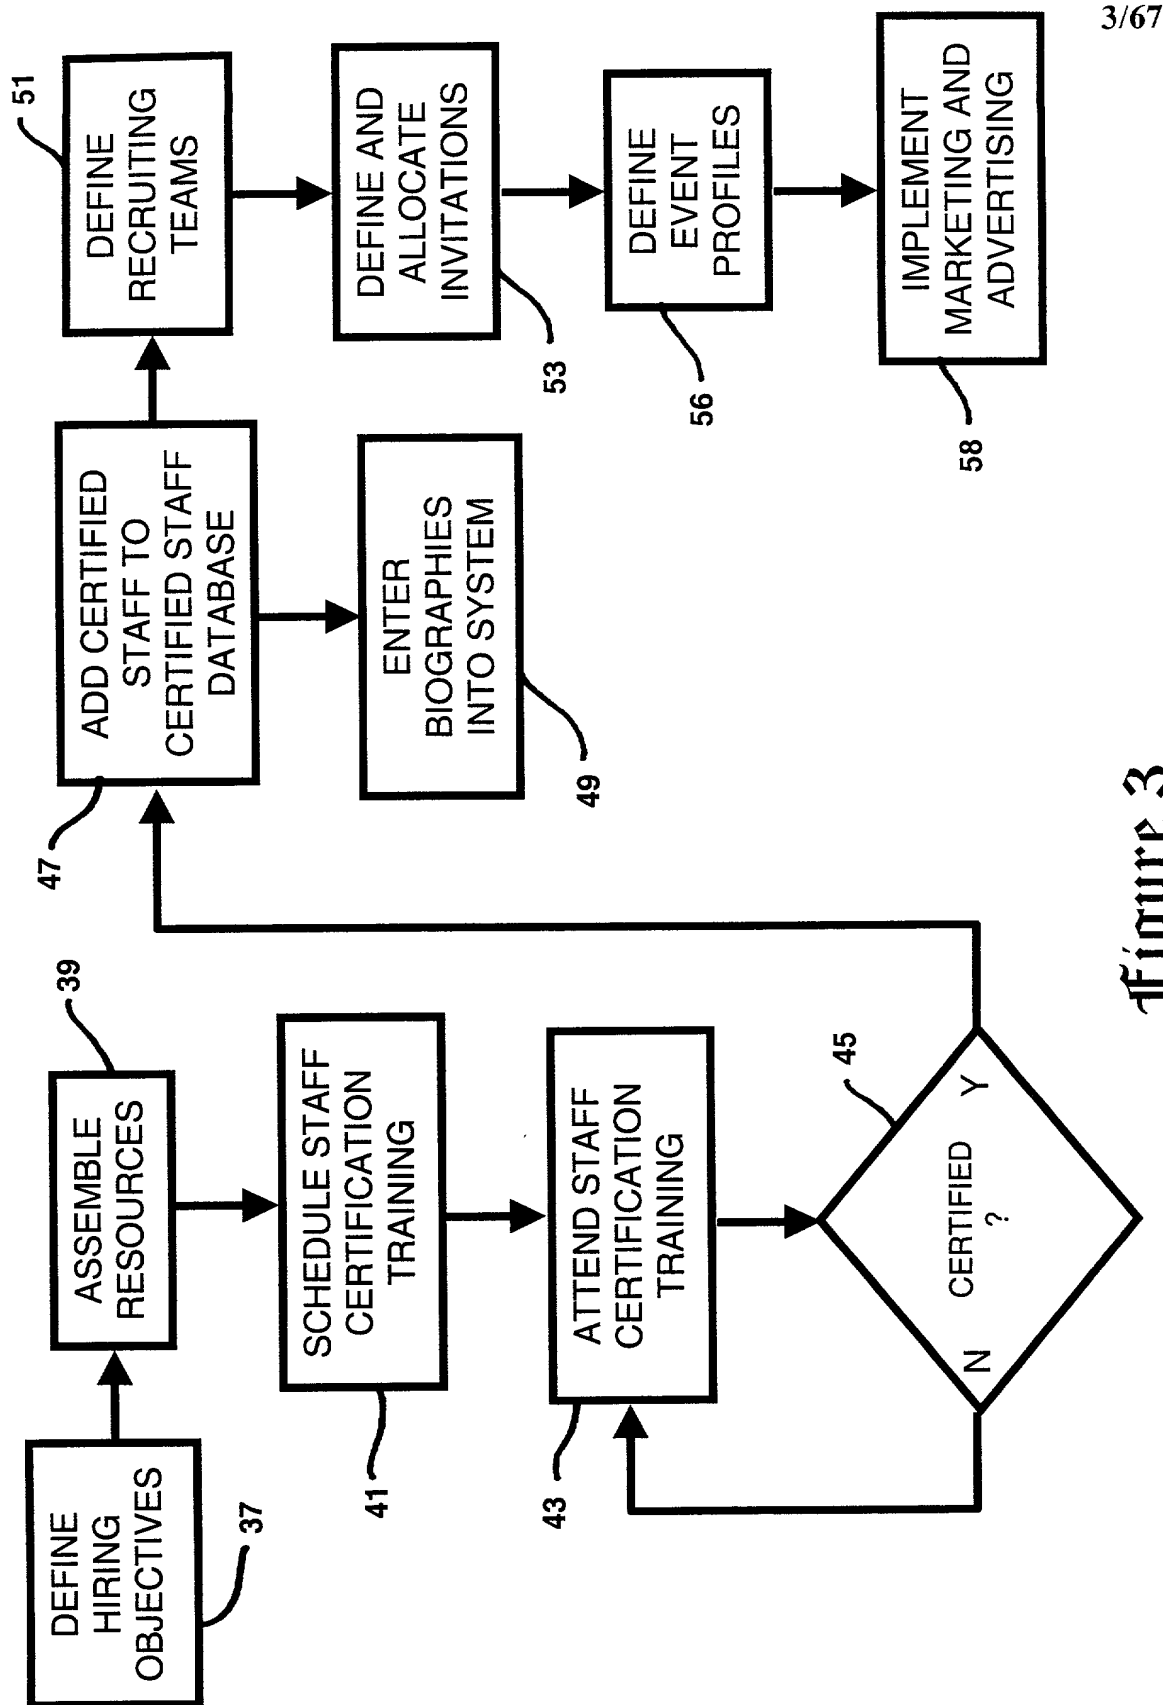 3/67
DEFINE
HIRING
OBJECTIVES
37
ASSEMBLE
RESOURCES
39
SCHEDULE STAFF
CERTIFICATION
TRAINING
41
ATTEND STAFF
CERTIFICATION
TRAINING
43
CERTIFIED
?
N
Y
45
ADD CERTIFIED
STAFF TO
CERTIFIED STAFF
DATABASE
47
ENTER
BIOGRAPHIES
INTO SYSTEM
49
DEFINE
RECRUITING
TEAMS
51
DEFINE AND
ALLOCATE
INVITATIONS
53
DEFINE
EVENT
PROFILES
56
IMPLEMENT
MARKETING AND
ADVERTISING
58
Figure 3